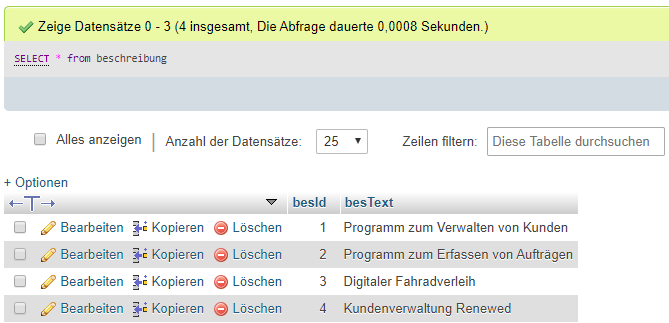 Zeige Datensätze 0 - 3 (4 insgesamt, Die Abfrage dauerte 0,0008 Sekunden.)
SELECT * from beschreibung
Alles anzeigen | Anzahl der Datensätze: 25 Zeilen filtern: Diese Tabelle durchsuchen
+ Optionen
←T→ besId besText
Bearbeiten Kopieren Löschen 1 Programm zum Verwalten von Kunden
Bearbeiten Kopieren Löschen 2 Programm zum Erfassen von Aufträgen
Bearbeiten Kopieren Löschen 3 Digitaler Fahradverleih
Bearbeiten Kopieren Löschen 4 Kundenverwaltung Renewed